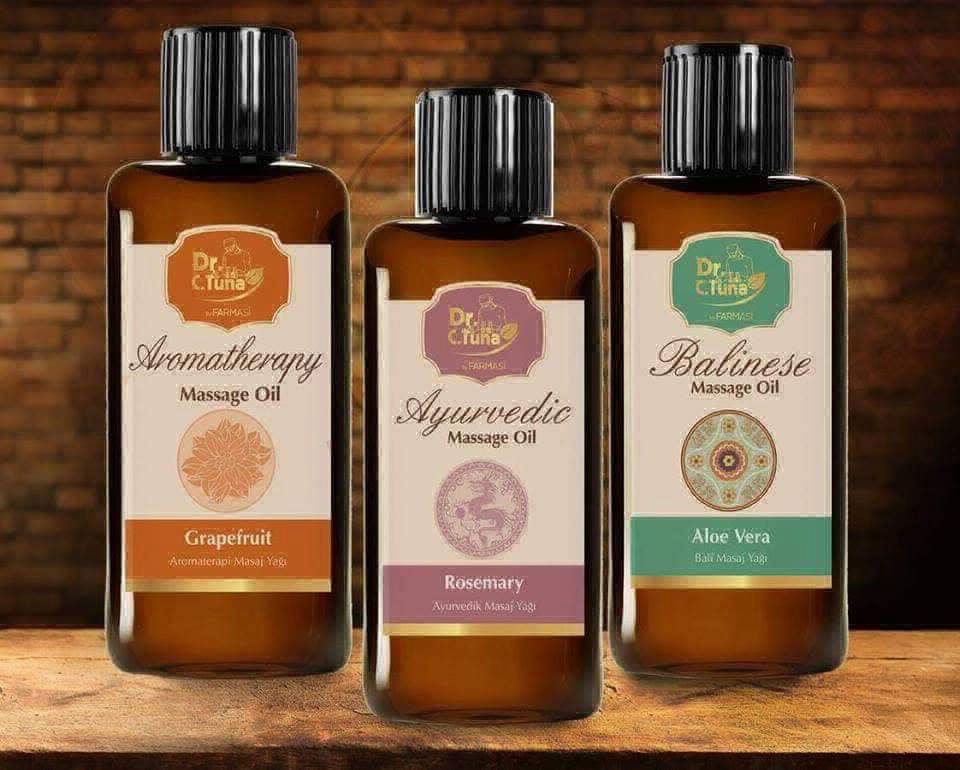 Dr.
C.Tuna
by FARMASİ
Aromatherapy
Massage Oil
Grapefruit
Aromaterapi Masaj Yağı
Dr.
C.Tuna
by FARMASİ
Ayurvedic
Massage Oil
Rosemary
Ayurvedik Masaj Yağı
Dr.
C.Tuna
by FARMASİ
Balinese
Massage Oil
Aloe Vera
Bali Masaj Yağı